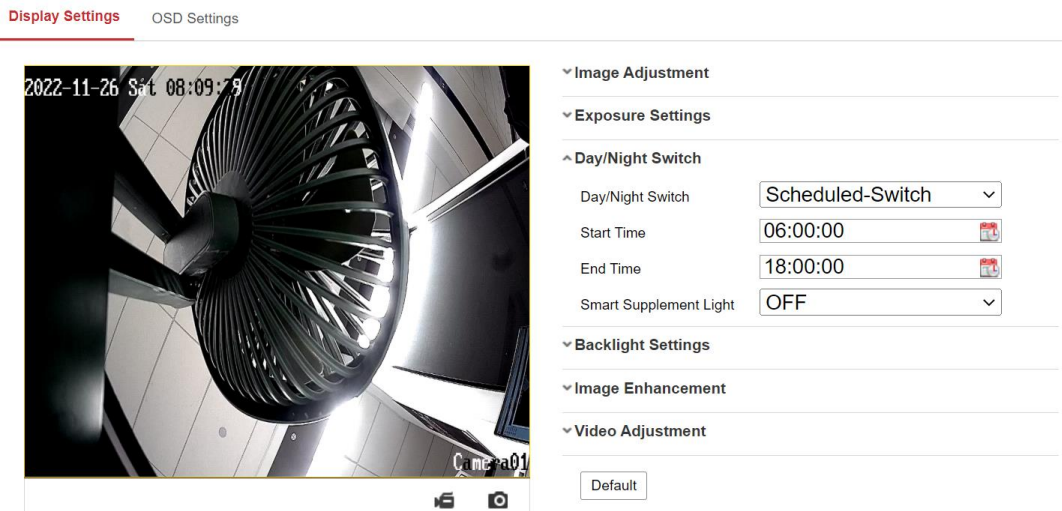 Display Settings
OSD Settings
2022-11-26 Sat 08:09:39
Camera01
Image Adjustment
Exposure Settings
Day/Night Switch
Day/Night Switch Scheduled-Switch
Start Time 06:00:00
End Time 18:00:00
Smart Supplement Light OFF
Backlight Settings
Image Enhancement
Video Adjustment
Default